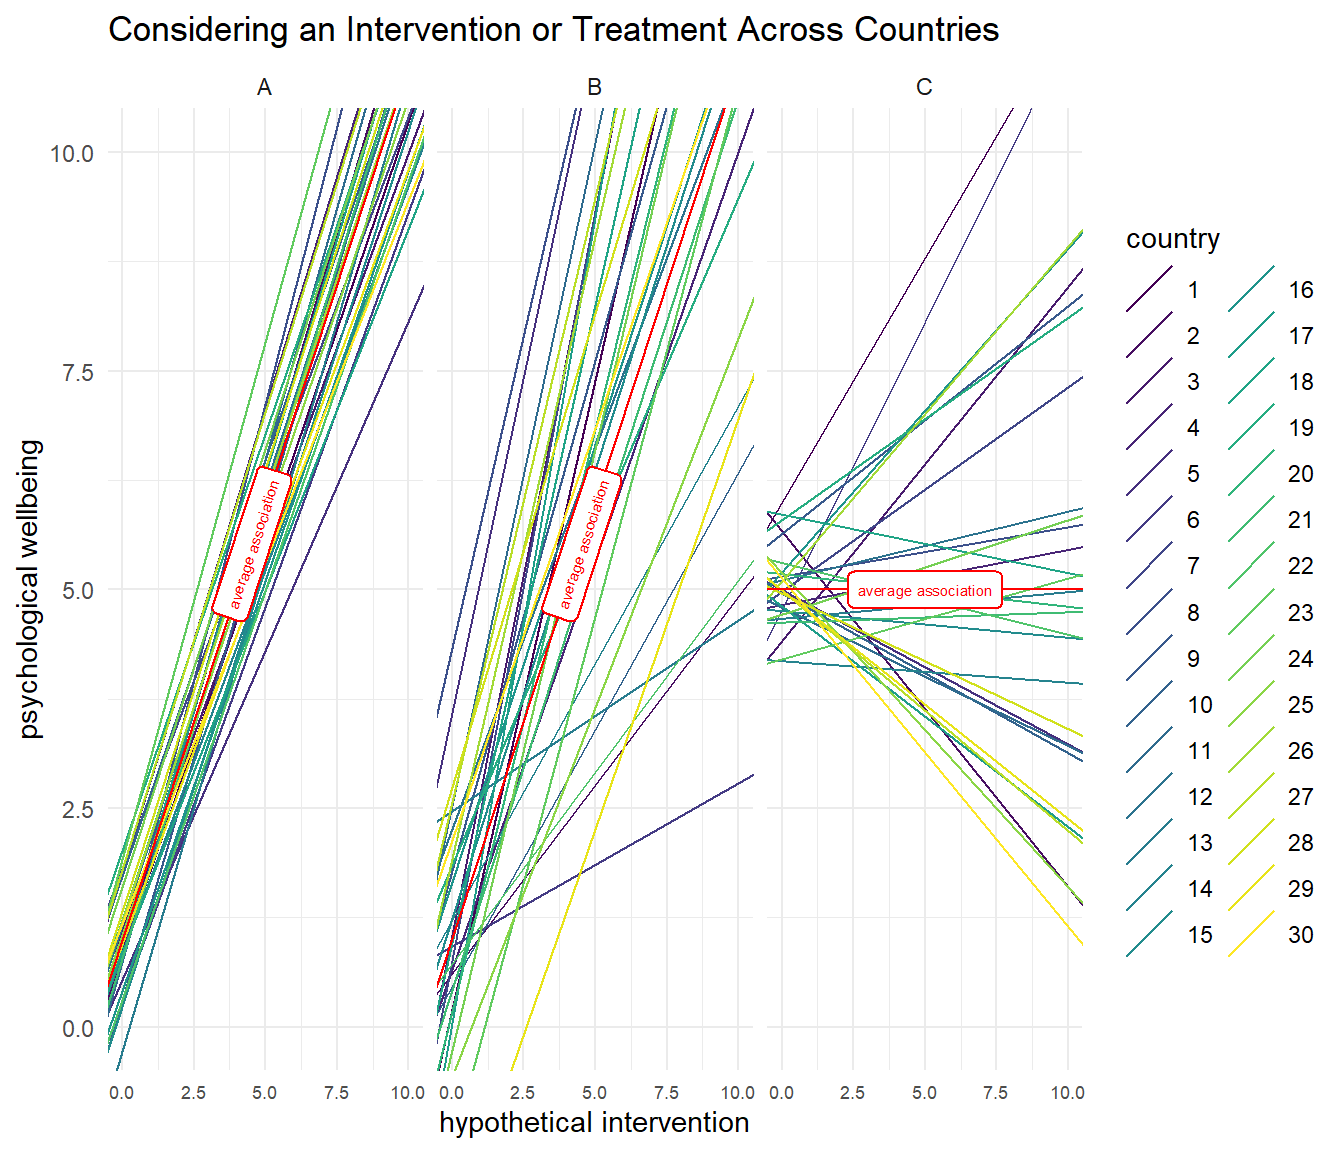 Considering an Intervention or Treatment Across Countries
A B C
10.0
7.5
5.0
2.5
0.0
psychological wellbeing
average association
average association
average association
0.0 2.5 5.0 7.5 10.0 0.0 2.5 5.0 7.5 10.0 0.0 2.5 5.0 7.5 10.0
hypothetical intervention
country
1 16
2 17
3 18
4 19
5 20
6 21
7 22
8 23
9 24
10 25
11 26
12 27
13 28
14 29
15 30